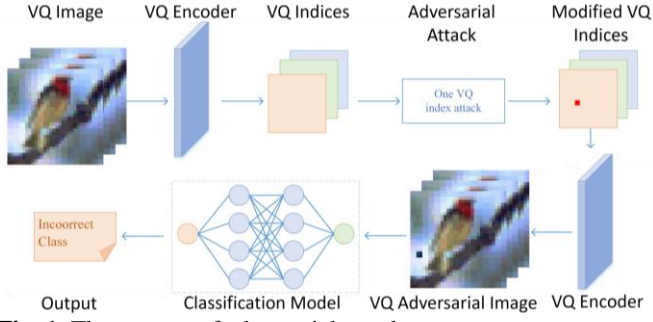 VQ Image
VQ Encoder
VQ Indices
Adversarial
Attack
Modified VQ
Indices
One VQ
index attack
Incoorrect
Class
Output
Classification Model
VQ Adversarial Image
VQ Encoder